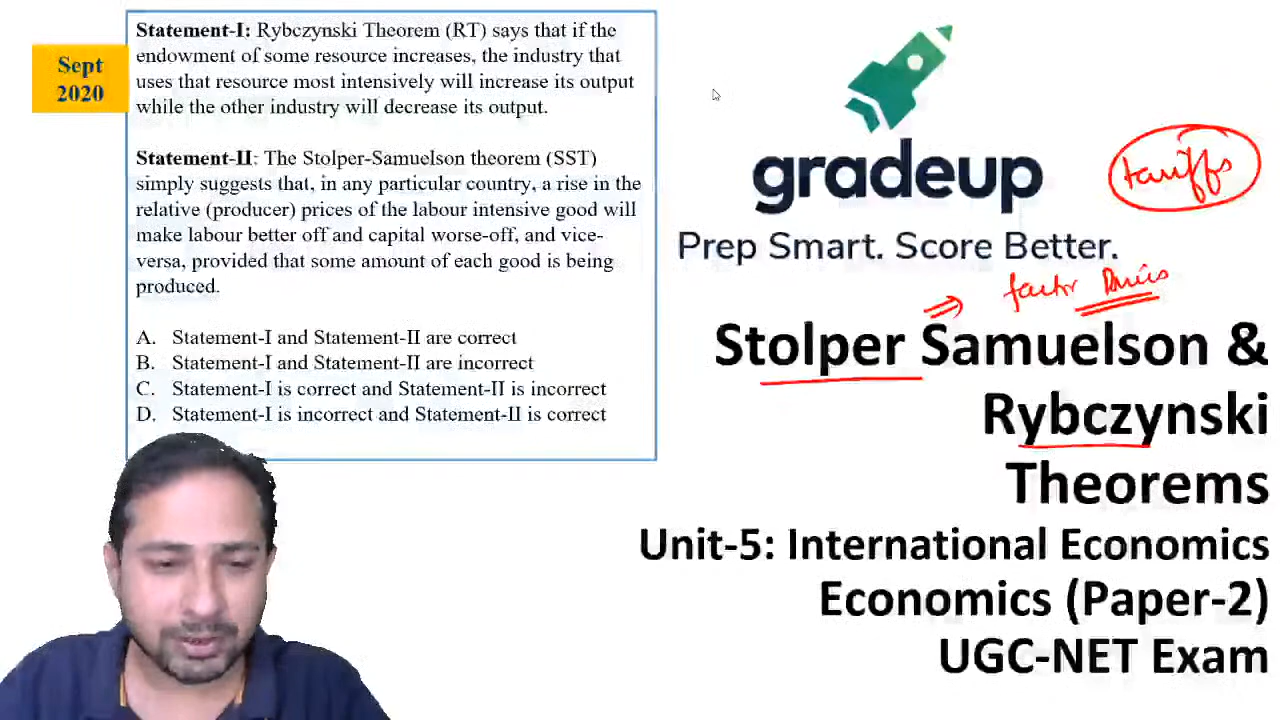 Sept
2020
Statement-I: Rybczynski Theorem (RT) says that if the
endowment of some resource increases, the industry that
uses that resource most intensively will increase its output
while the other industry will decrease its output.
Statement-II: The Stolper-Samuelson theorem (SST)
simply suggests that, in any particular country, a rise in the
relative (producer) prices of the labour intensive good will
make labour better off and capital worse-off, and vice-
versa, provided that some amount of each good is being
produced.
A. Statement-I and Statement-II are correct
B. Statement-I and Statement-II are incorrect
C. Statement-I is correct and Statement-II is incorrect
D. Statement-I is incorrect and Statement-II is correct
gradeup
Prep Smart. Score Better.
tariffs
factor
Stolper Samuelson &
Rybczynski
Theorems
Unit-5: International Economics
Economics (Paper-2)
UGC-NET Exam